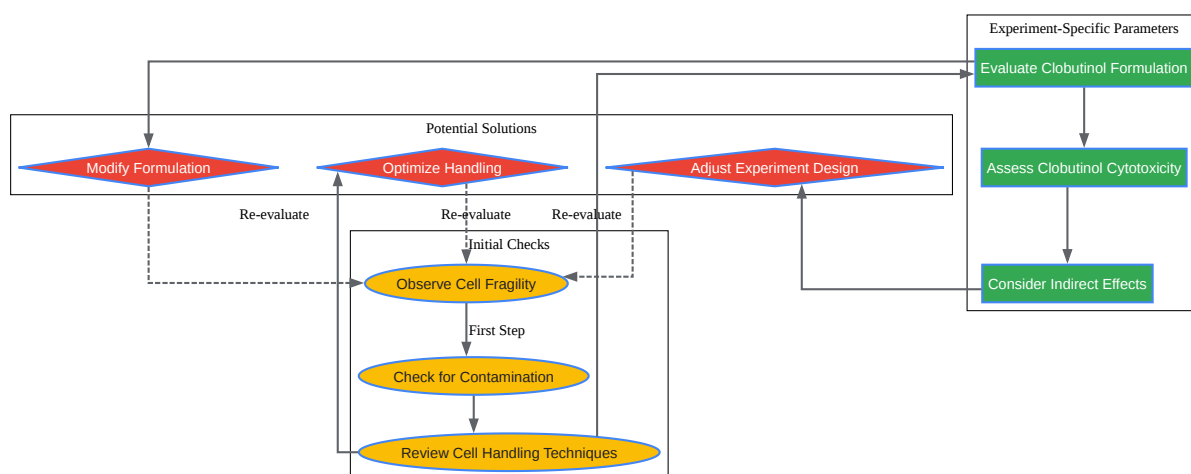 Experiment-Specific Parameters
Evaluate Clobutinol Formulation
Potential Solutions
Modify Formulation
Optimize Handling
Adjust Experiment Design
Assess Clobutinol Cytotoxicity
Re-evaluate
Re-evaluate
Re-evaluate
Initial Checks
Observe Cell Fragility
Consider Indirect Effects
First Step
Check for Contamination
Review Cell Handling Techniques